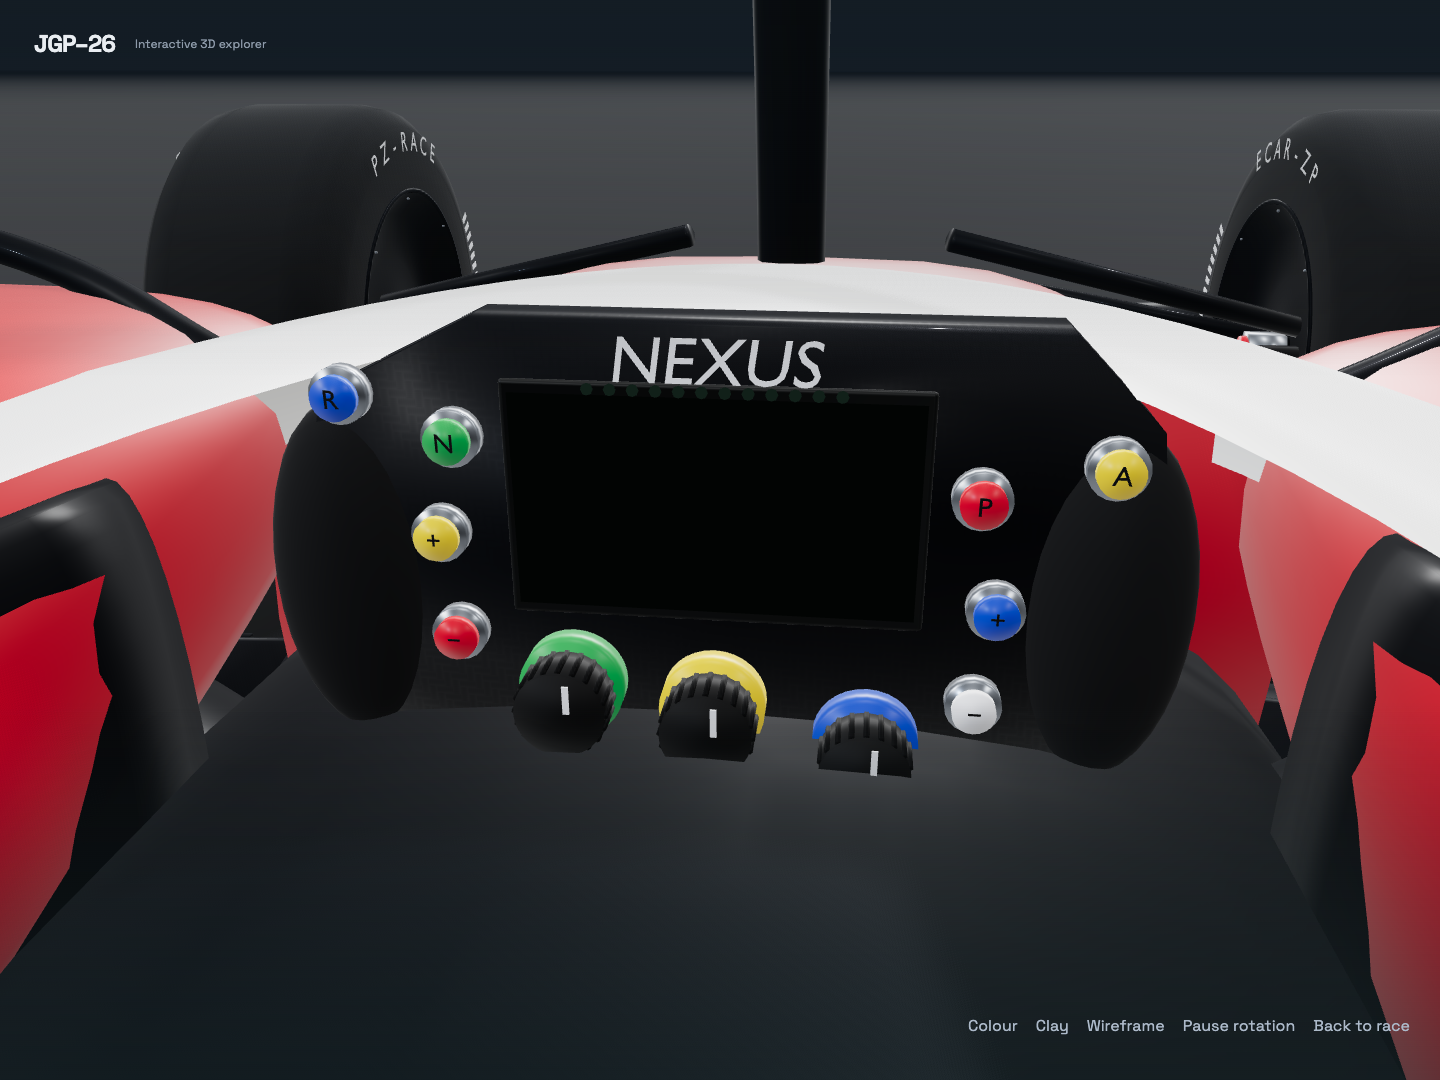 JGP–26 Interactive 3D explorer
PZ-RACE
ECAR-ZP
NEXUS
R
N
A
P
+
+
-
-
Colour Clay Wireframe Pause rotation Back to race